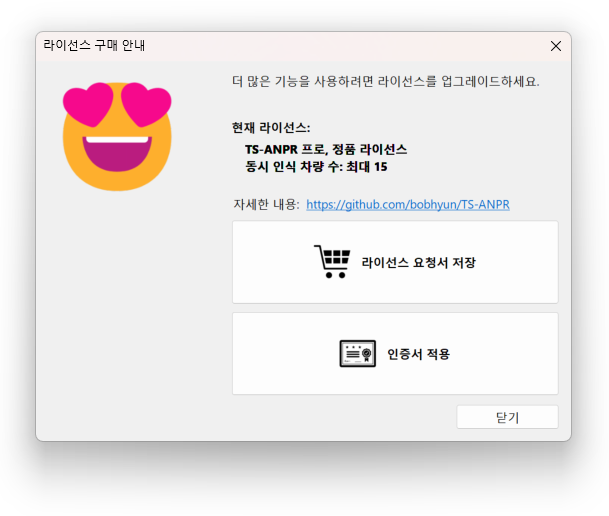 라이선스 구매 안내
더 많은 기능을 사용하려면 라이선스를 업그레이드하세요.
현재 라이선스:
TS-ANPR 프로, 정품 라이선스
동시 인식 차량 수: 최대 15
자세한 내용: https://github.com/bobhyun/TS-ANPR
라이선스 요청서 저장
인증서 적용
닫기